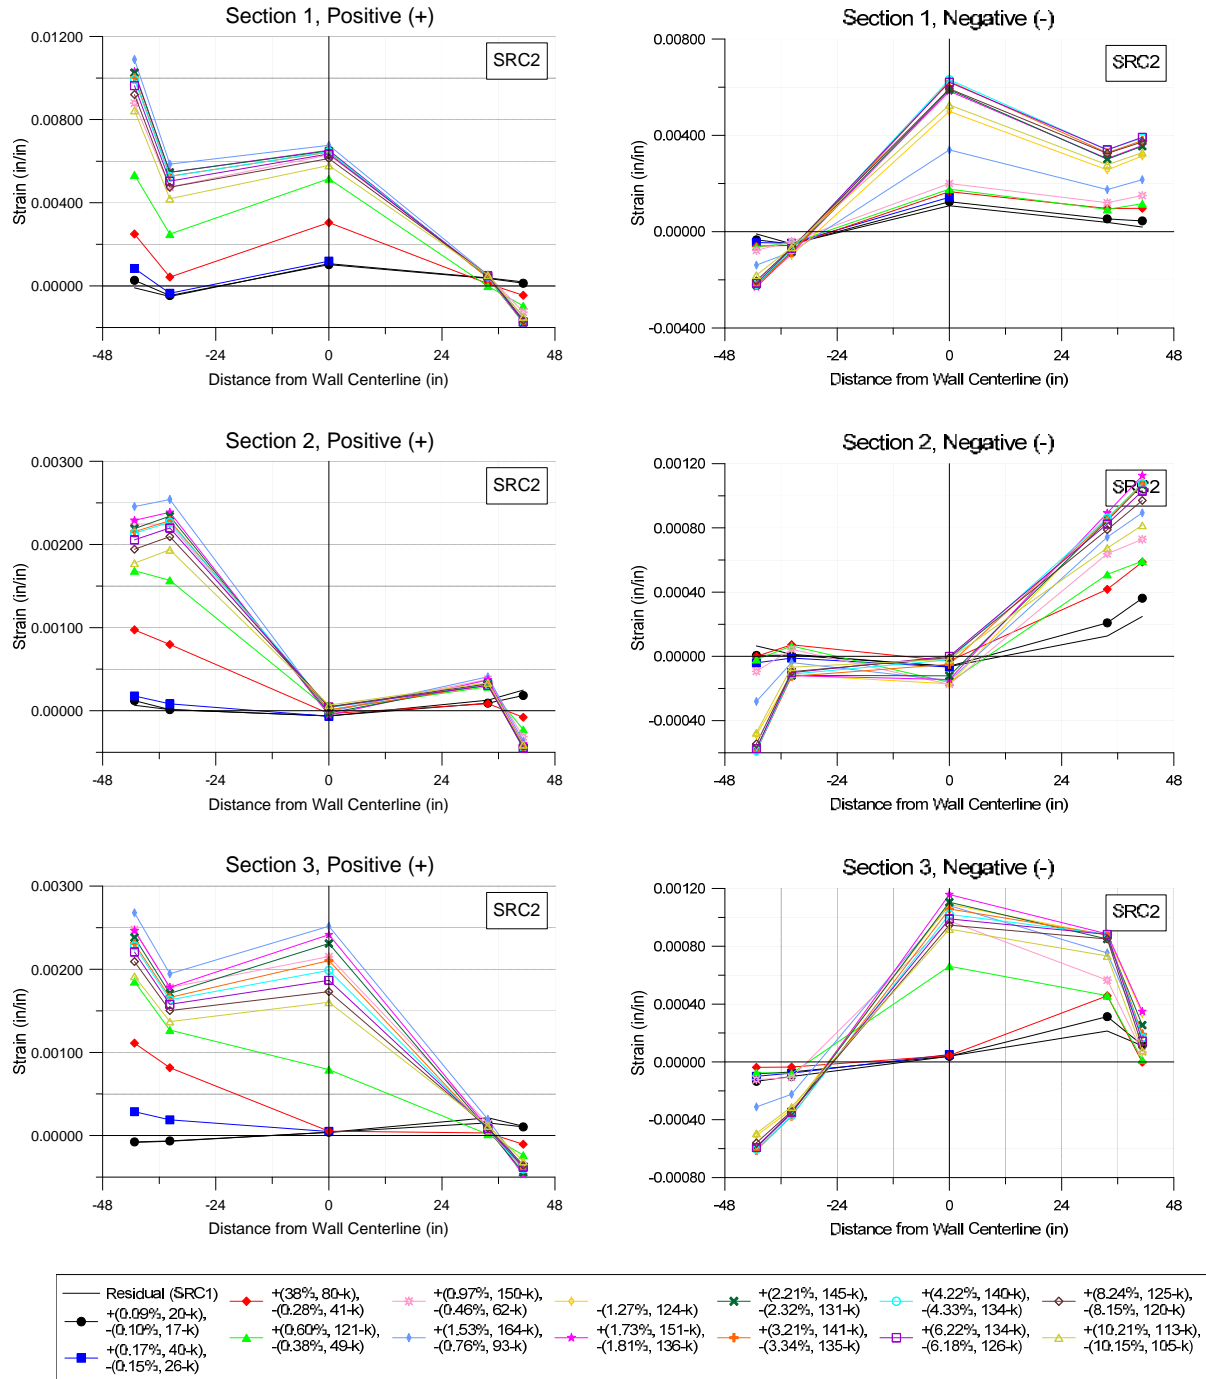 Section 1, Positive (+)
SRC2
0.01200
0.00800
0.00400
0.00000
Strain (in/in)
-48 -24 0 24 48
Distance from Wall Centerline (in)
Section 1, Negative (-)
SRC2
0.00800
0.00400
0.00000
-0.00400
Strain (in/in)
-48 -24 0 24 48
Distance from Wall Centerline (in)
Section 2, Positive (+)
SRC2
0.00300
0.00200
0.00100
0.00000
Strain (in/in)
-48 -24 0 24 48
Distance from Wall Centerline (in)
Section 2, Negative (-)
SRC2
0.00120
0.00080
0.00040
0.00000
-0.00040
Strain (in/in)
-48 -24 0 24 48
Distance from Wall Centerline (in)
Section 3, Positive (+)
SRC2
0.00300
0.00200
0.00100
0.00000
Strain (in/in)
-48 -24 0 24 48
Distance from Wall Centerline (in)
Section 3, Negative (-)
SRC2
0.00120
0.00080
0.00040
0.00000
-0.00040
-0.00080
Strain (in/in)
-48 -24 0 24 48
Distance from Wall Centerline (in)
Residual (SRC1)
+(0.09%, 20-k),
-(0.10%, 17-k)
+(0.17%, 40-k),
-(0.15%, 26-k)
+(38%, 80-k),
-(0.28%, 41-k)
+(0.60%, 121-k),
-(0.38%, 49-k)
+(0.97%, 150-k),
-(0.46%, 62-k)
+(1.53%, 164-k),
-(0.76%, 93-k)
-(1.27%, 124-k)
+(1.73%, 151-k),
-(1.81%, 136-k)
+(2.21%, 145-k),
-(2.32%, 131-k)
+(3.21%, 141-k),
-(3.34%, 135-k)
+(4.22%, 140-k),
-(4.33%, 134-k)
+(6.22%, 134-k),
-(6.18%, 126-k)
+(8.24%, 125-k),
-(8.15%, 120-k)
+(10.21%, 113-k),
-(10.15%, 105-k)